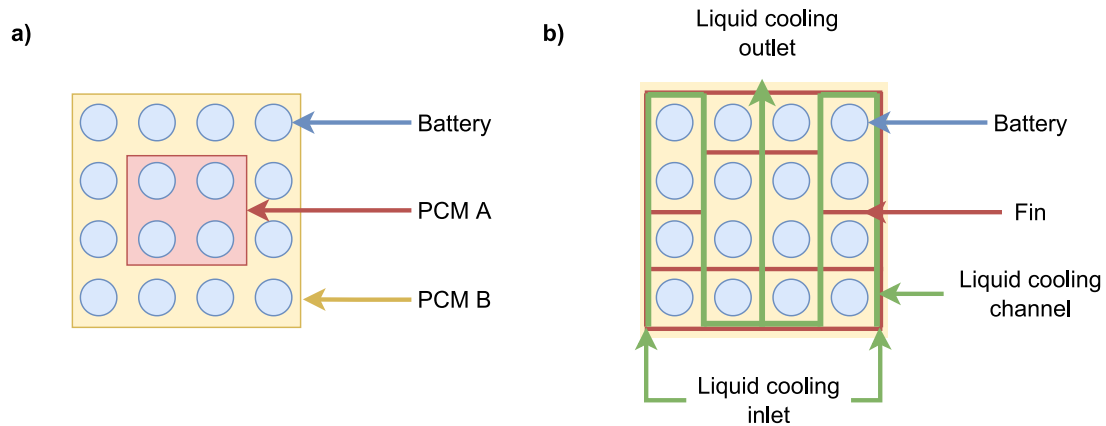 a)
Battery
PCM A
PCM B
b)
Liquid cooling
outlet
Battery
Fin
Liquid cooling
channel
Liquid cooling
inlet